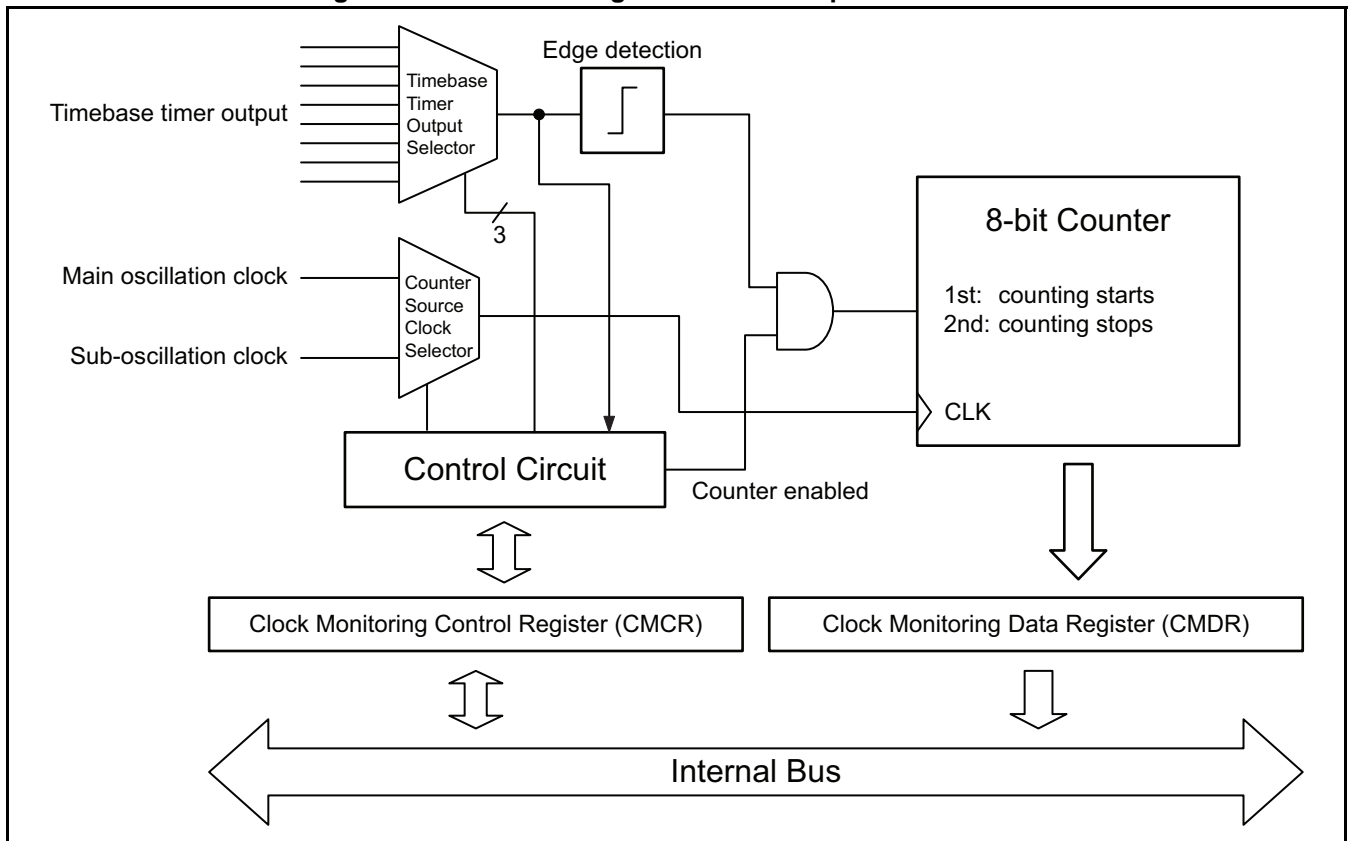 Edge detection
Timebase
Timer
Output
Selector
Timebase timer output
3
8-bit Counter
1st: counting starts
2nd: counting stops
CLK
Main oscillation clock
Sub-oscillation clock
Counter
Source
Clock
Selector
Control Circuit
Counter enabled
Clock Monitoring Control Register (CMCR)
Clock Monitoring Data Register (CMDR)
Internal Bus